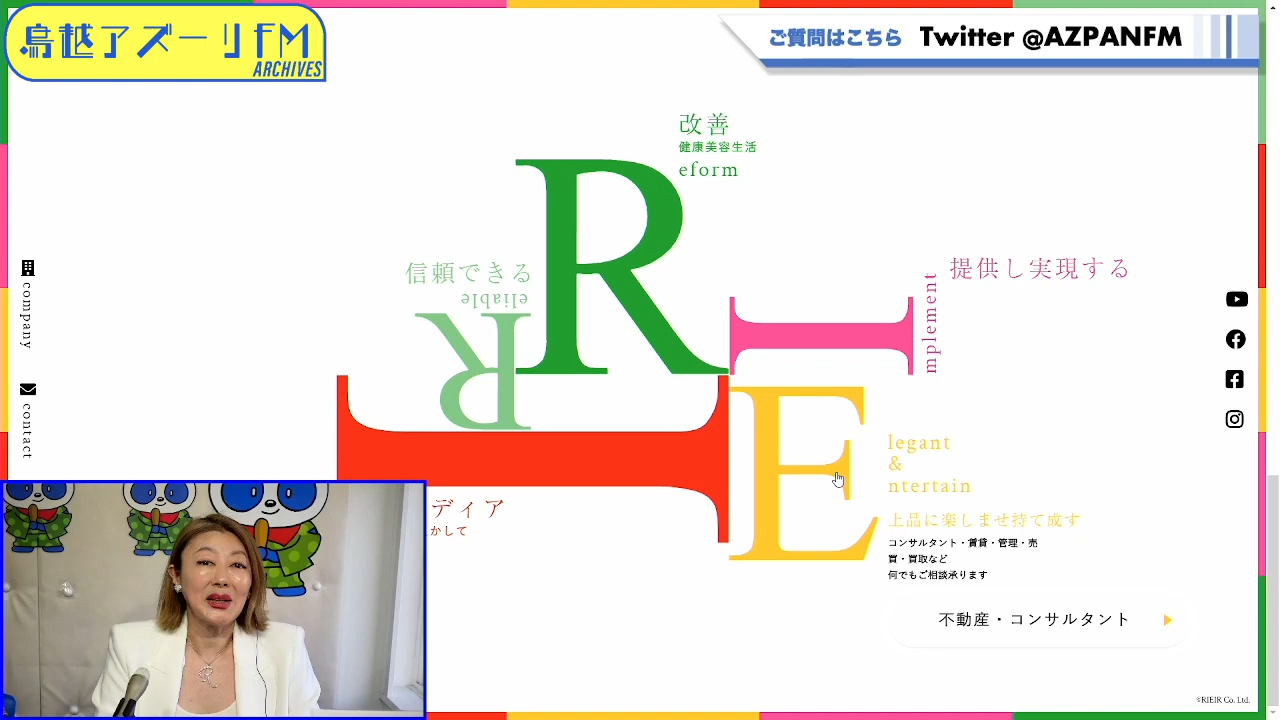 鳥越アズーリFM
ARCHIVES
ご質問はこちら Twitter @AZPANFM
改善
健康美容生活
eform
R
信頼できる
eliable
R
提供し実現する
mplement
I
I
E
legant
&
ntertain
上品に楽しませ持て成す
コンサルタント・賃貸・管理・売
買・買取など
何でもご相談承ります
ディア
かして
不動産・コンサルタント
company
contact
©RIEIR Co. Ltd.